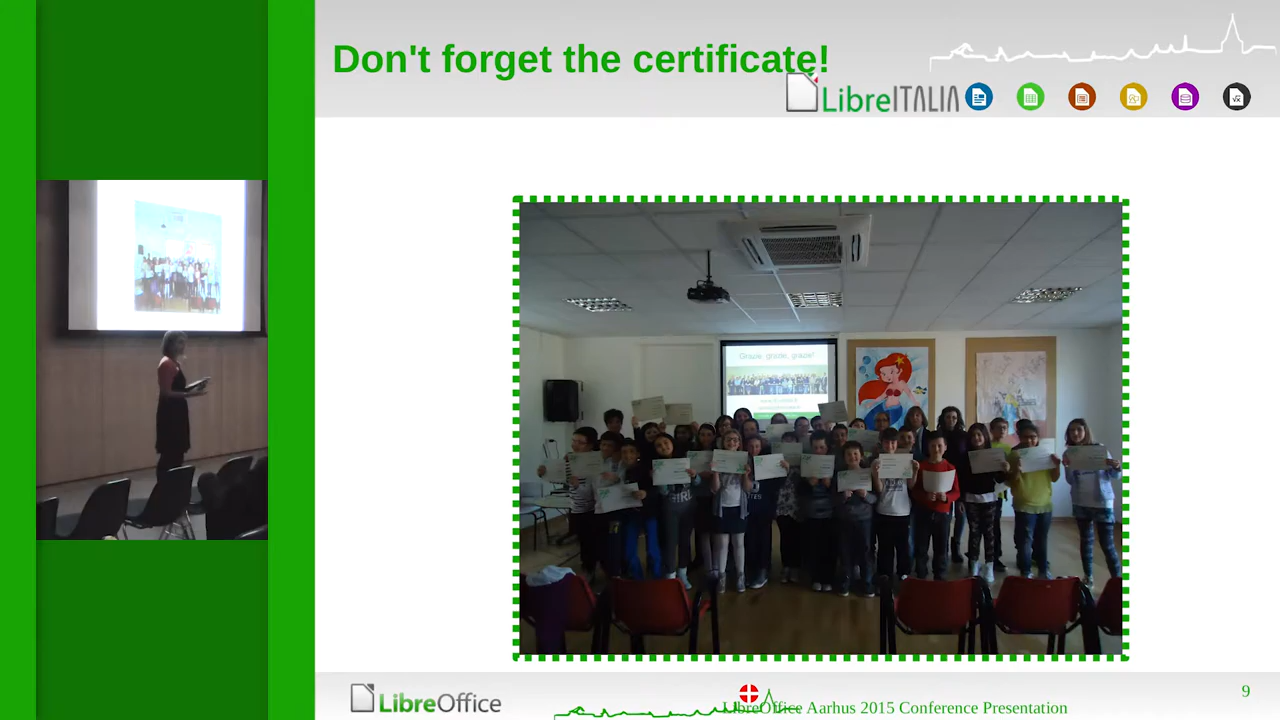 Don't forget the certificate!
LibreITALIA
Grazie, grazie, grazie!
LibreOffice
LibreOffice Aarhus 2015 Conference Presentation
9